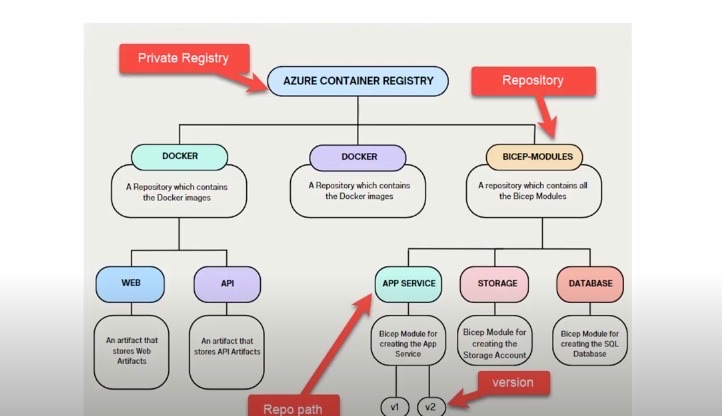 Private Registry
AZURE CONTAINER REGISTRY
Repository
DOCKER
DOCKER
BICEP-MODULES
A Repository which contains
the Docker images
A Repository which contains
the Docker images
A repository which contains all
the Bicep Modules
WEB
API
APP SERVICE
STORAGE
DATABASE
An artifact that
stores Web
Artifacts
An artifact that
stores API Artifacts
Bicep Module for
creating the App
Service
Bicep Module for
creating the
Storage Account
Bicep Module for
creating the SQL
Database
version
Repo path
v1
v2